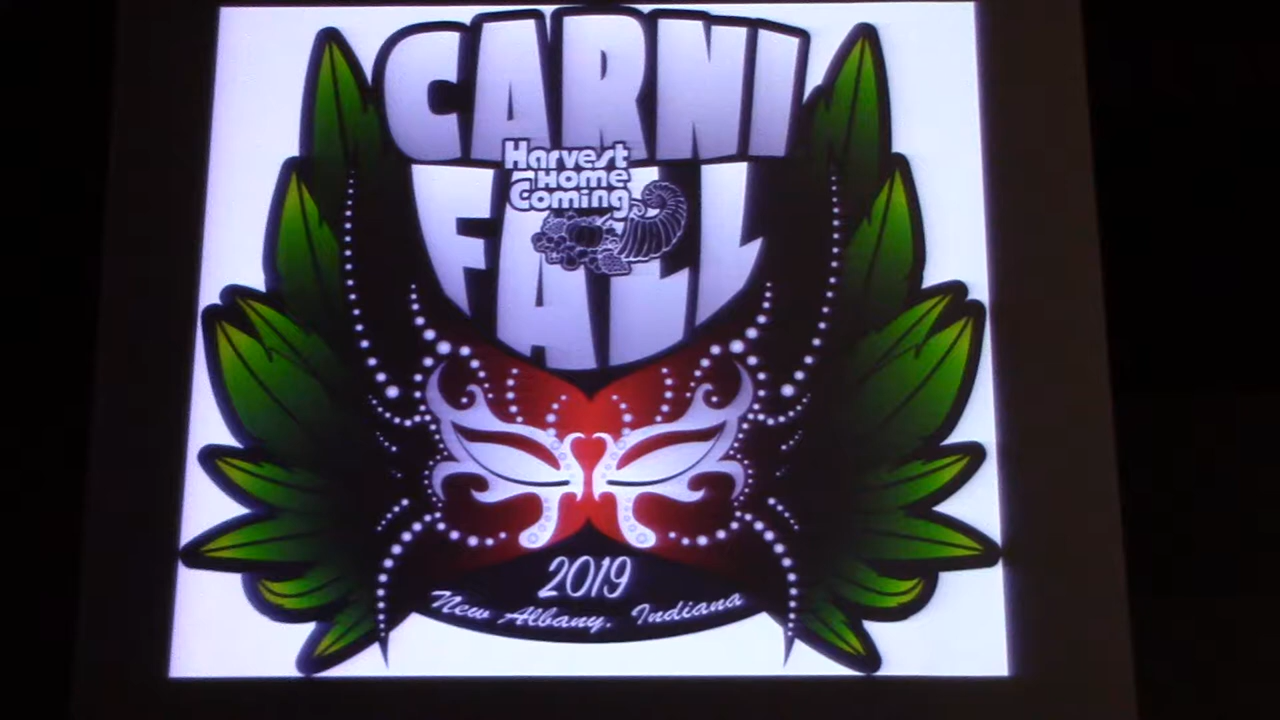 CARNI
Harvest
Home
Coming
FALL
2019
New Albany, Indiana